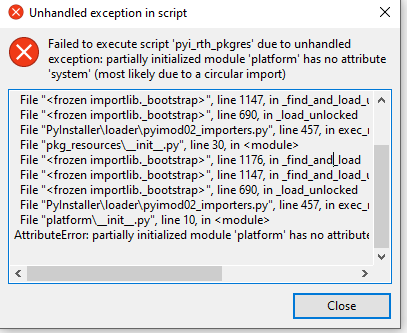 Unhandled exception in script
Failed to execute script 'pyi_rth_pkgres' due to unhandled
exception: partially initialized module 'platform' has no attribute
'system' (most likely due to a circular import)
File "<frozen importlib._bootstrap>", line 1147, in _find_and_load_u
File "<frozen importlib._bootstrap>", line 690, in _load_unlocked
File "PyInstaller\loader\pyimod02_importers.py", line 457, in exec_r
File "pkg_resources\__init__.py", line 30, in <module>
File "<frozen importlib._bootstrap>", line 1176, in _find_and_load
File "<frozen importlib._bootstrap>", line 1147, in _find_and_load_u
File "<frozen importlib._bootstrap>", line 690, in _load_unlocked
File "PyInstaller\loader\pyimod02_importers.py", line 457, in exec_r
File "platform\__init__.py", line 10, in <module>
AttributeError: partially initialized module 'platform' has no attribute
Close